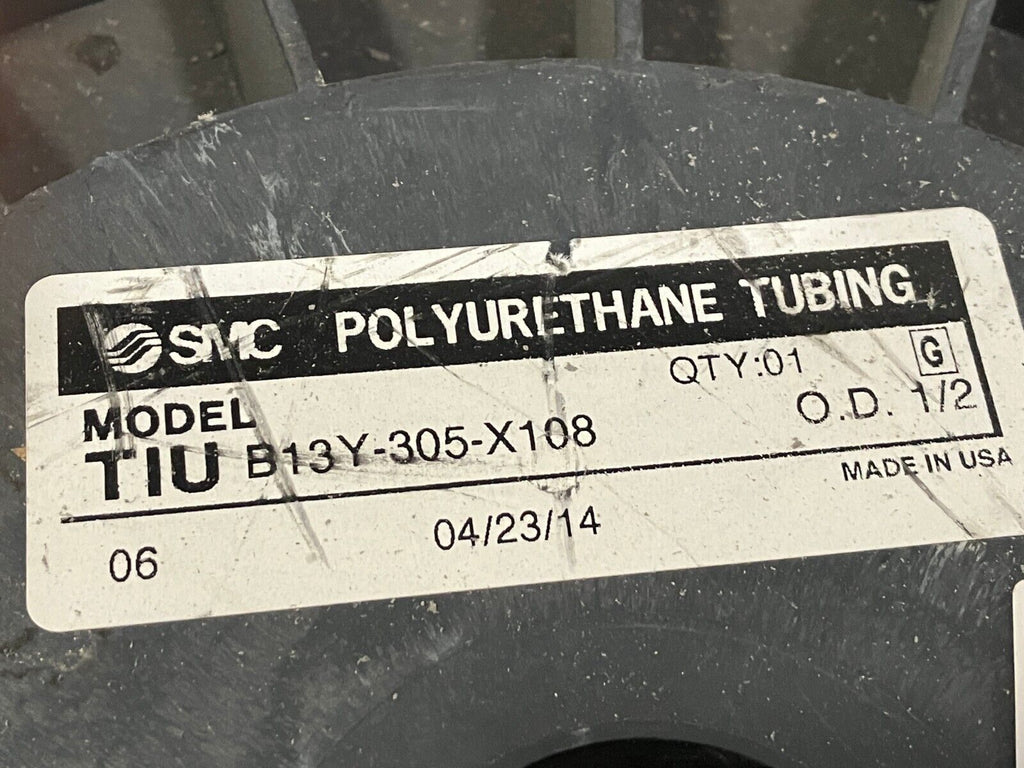 SMC POLYURETHANE TUBING
QTY:01 G
MODEL
TIU B13Y-305-X108 O.D. 1/2
MADE IN USA
06 04/23/14